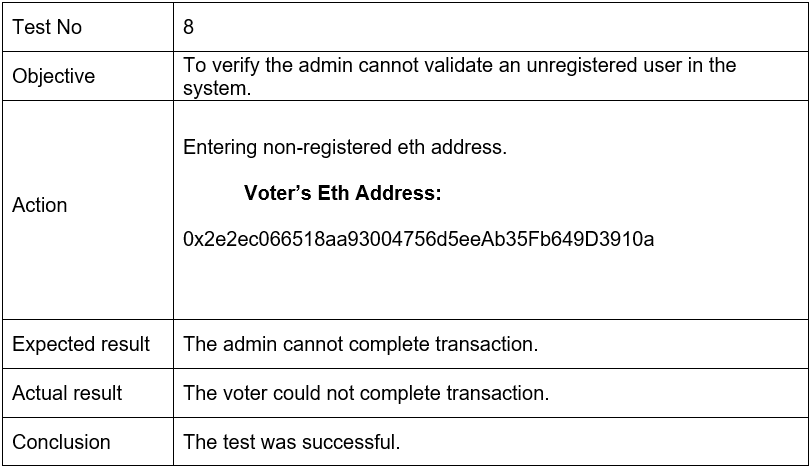 Test No
8
Objective
To verify the admin cannot validate an unregistered user in the
system.
Action
Entering non-registered eth address.
Voter’s Eth Address:
0x2e2ec066518aa93004756d5eeAb35Fb649D3910a
Expected result
The admin cannot complete transaction.
Actual result
The voter could not complete transaction.
Conclusion
The test was successful.